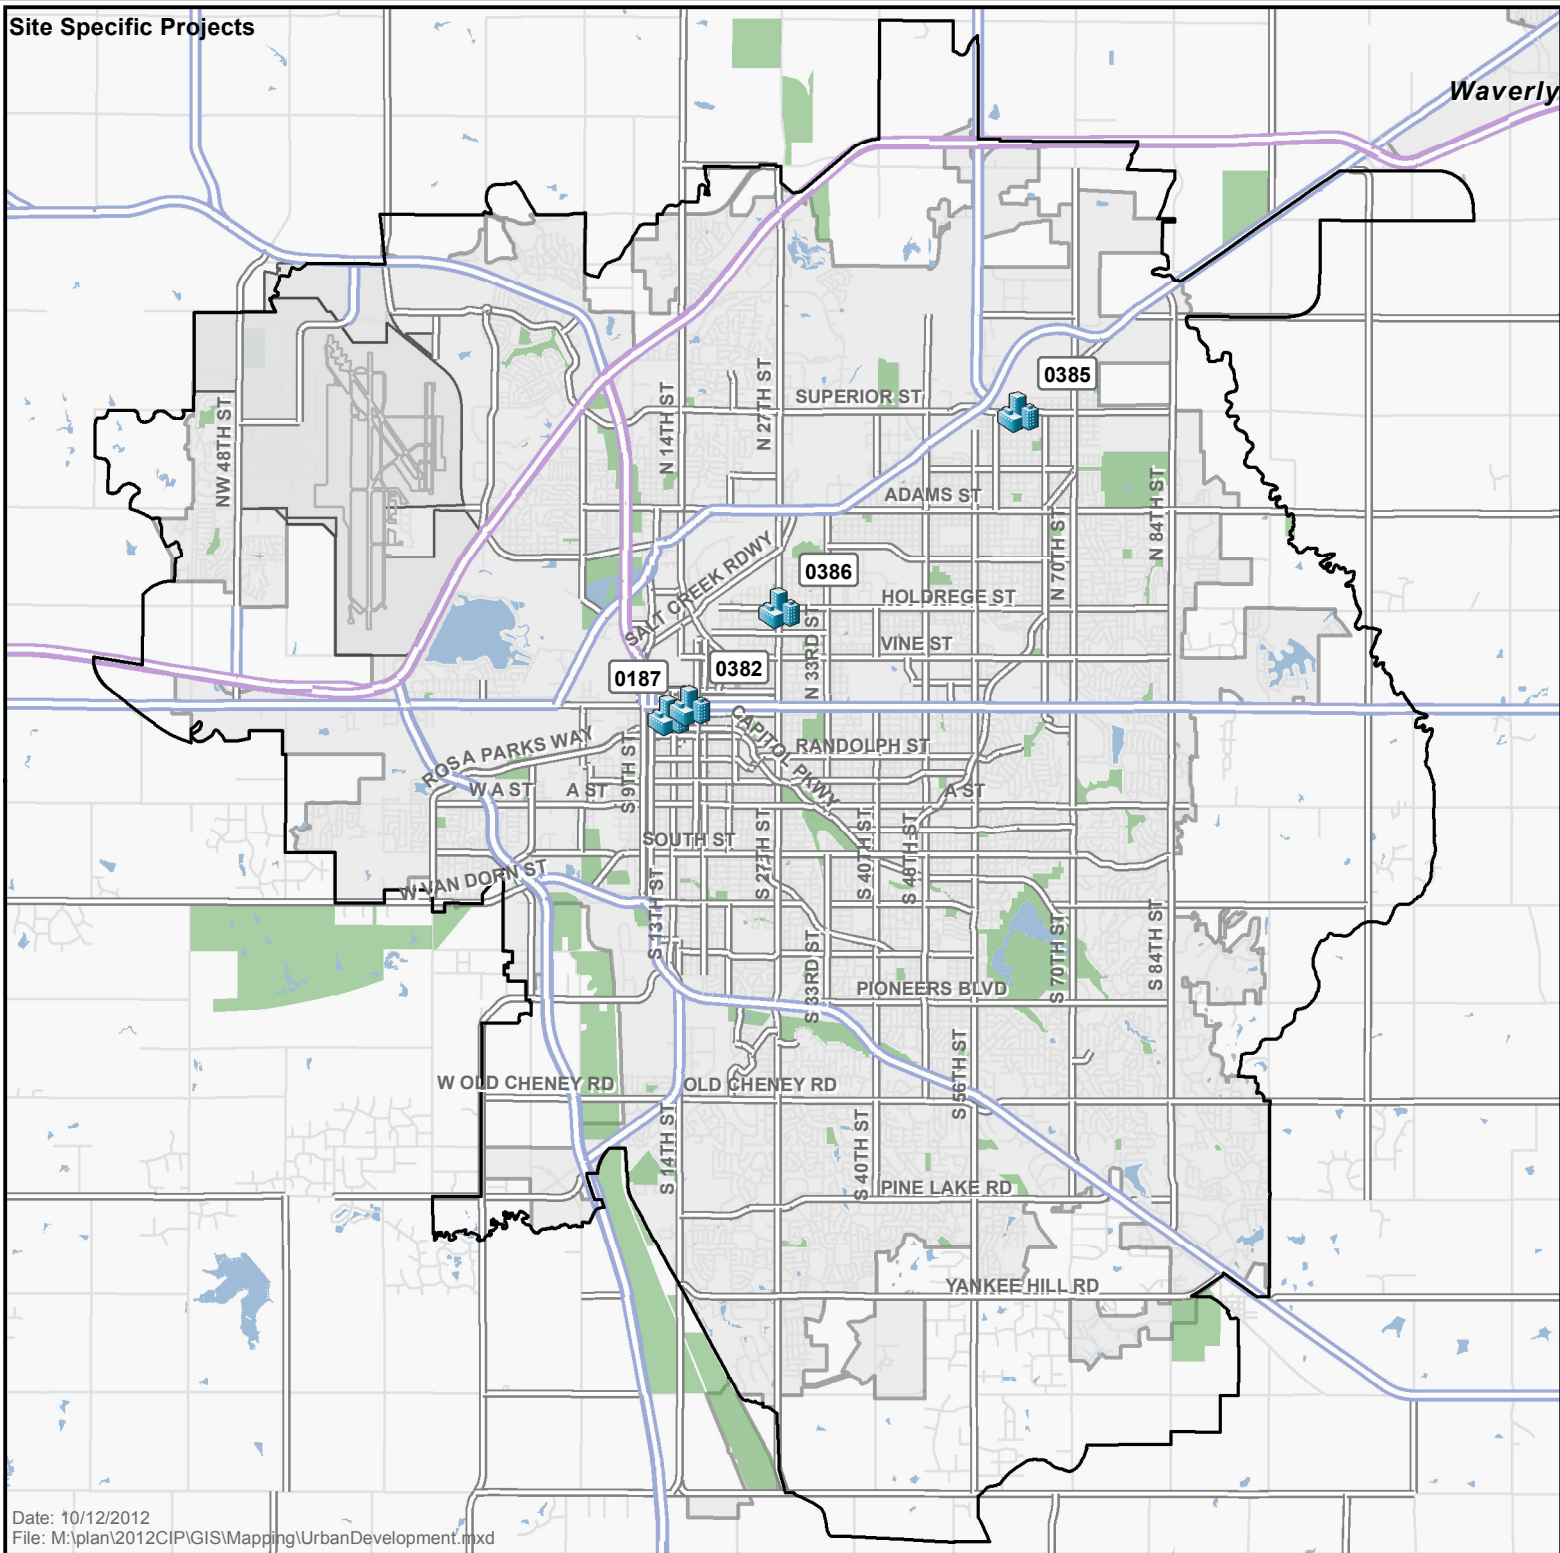 Site Specific Projects
Waverly
0385
SUPERIOR ST
N 27TH ST
N 14TH ST
NW 48TH ST
ADAMS ST
N 84TH ST
N 70TH ST
SALT CREEK RDWY
0386
HOLDREGE ST
N 33RD ST
VINE ST
0187
0382
CAPITOL PKWY
RANDOLPH ST
ROSA PARKS WAY
S 9TH ST
W A ST
A ST
A ST
SOUTH ST
S 27TH ST
S 40TH ST
S 48TH ST
W VAN DORN ST
S 13TH ST
S 33RD ST
S 70TH ST
S 84TH ST
PIONEERS BLVD
W OLD CHENEY RD
OLD CHENEY RD
S 56TH ST
S 14TH ST
S 40TH ST
PINE LAKE RD
YANKEE HILL RD
Date: 10/12/2012
File: M:\plan\2012CIP\GIS\Mapping\UrbanDevelopment.mxd